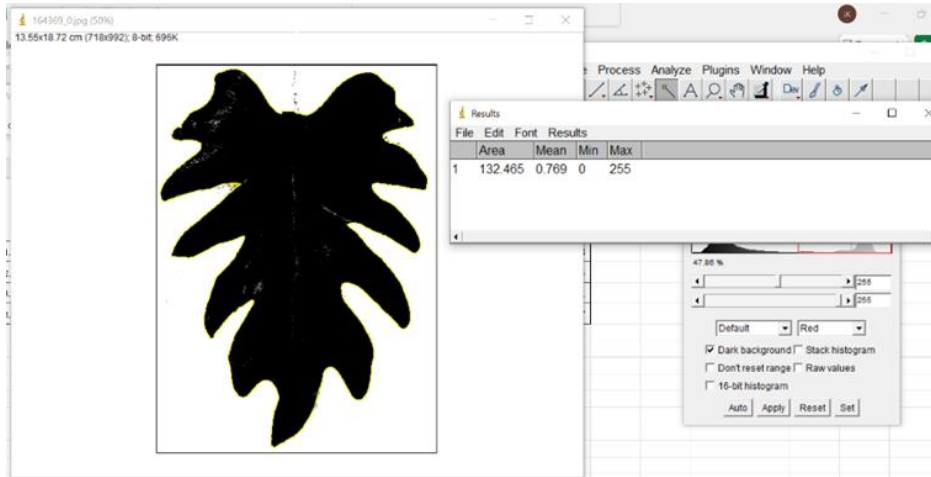 164369_0.jpg (50%)
13.55x18.72 cm (718x992); 8-bit; 696K
Process Analyze Plugins Window Help
Dev
Results
File Edit Font Results
Area Mean Min Max
1 132.465 0.769 0 255
47.86 %
255
255
Default Red
Dark background Stack histogram
Don't reset range Raw values
16-bit histogram
Auto Apply Reset Set